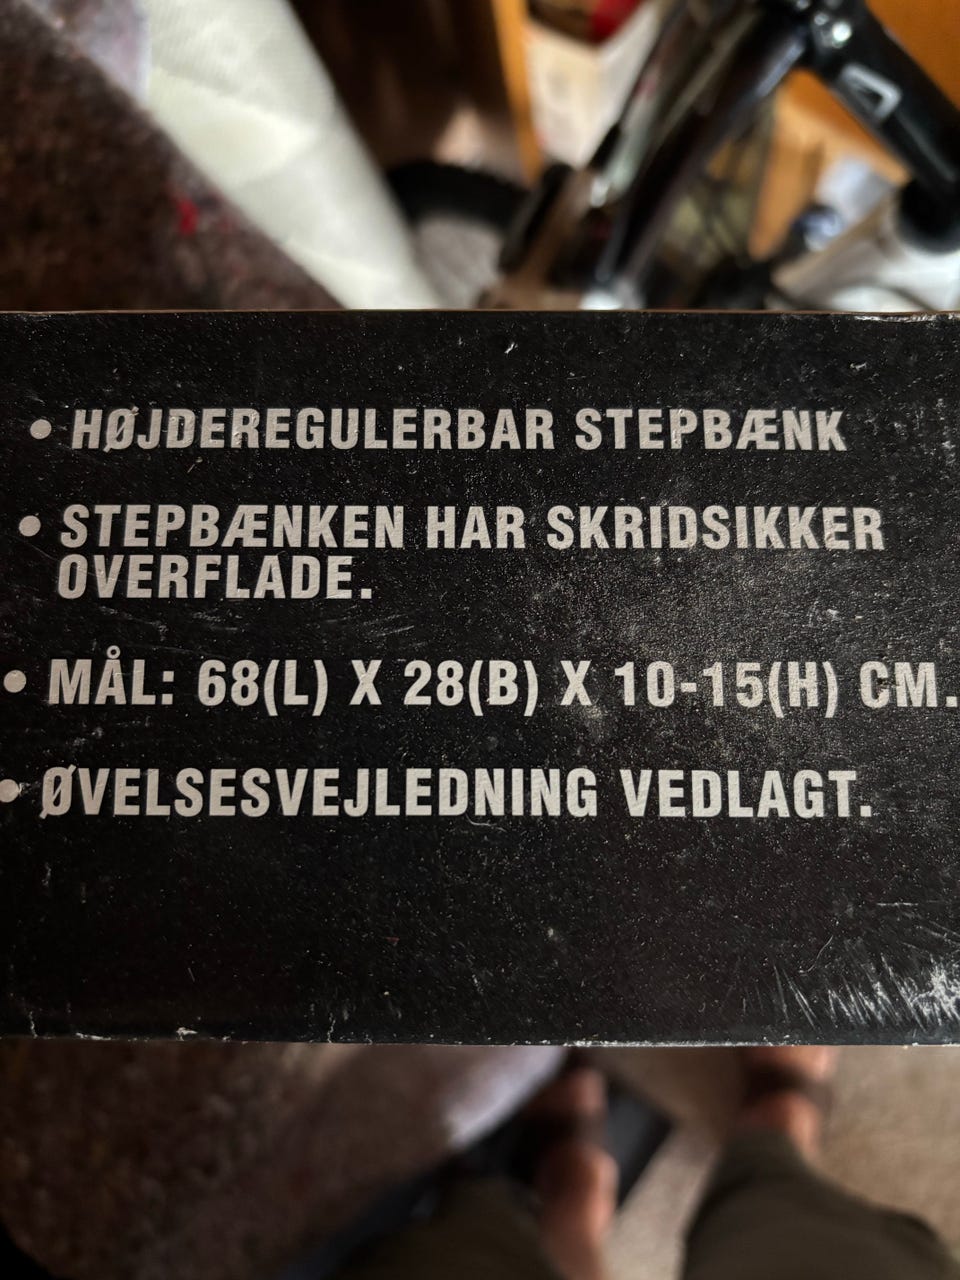 • HØJDEREGULERBAR STEPBÆNK
• STEPBÆNKEN HAR SKRIDSIKKER
OVERFLADE.
• MÅL: 68(L) X 28(B) X 10-15(H) CM.
• ØVELSESVEJLEDNING VEDLAGT.